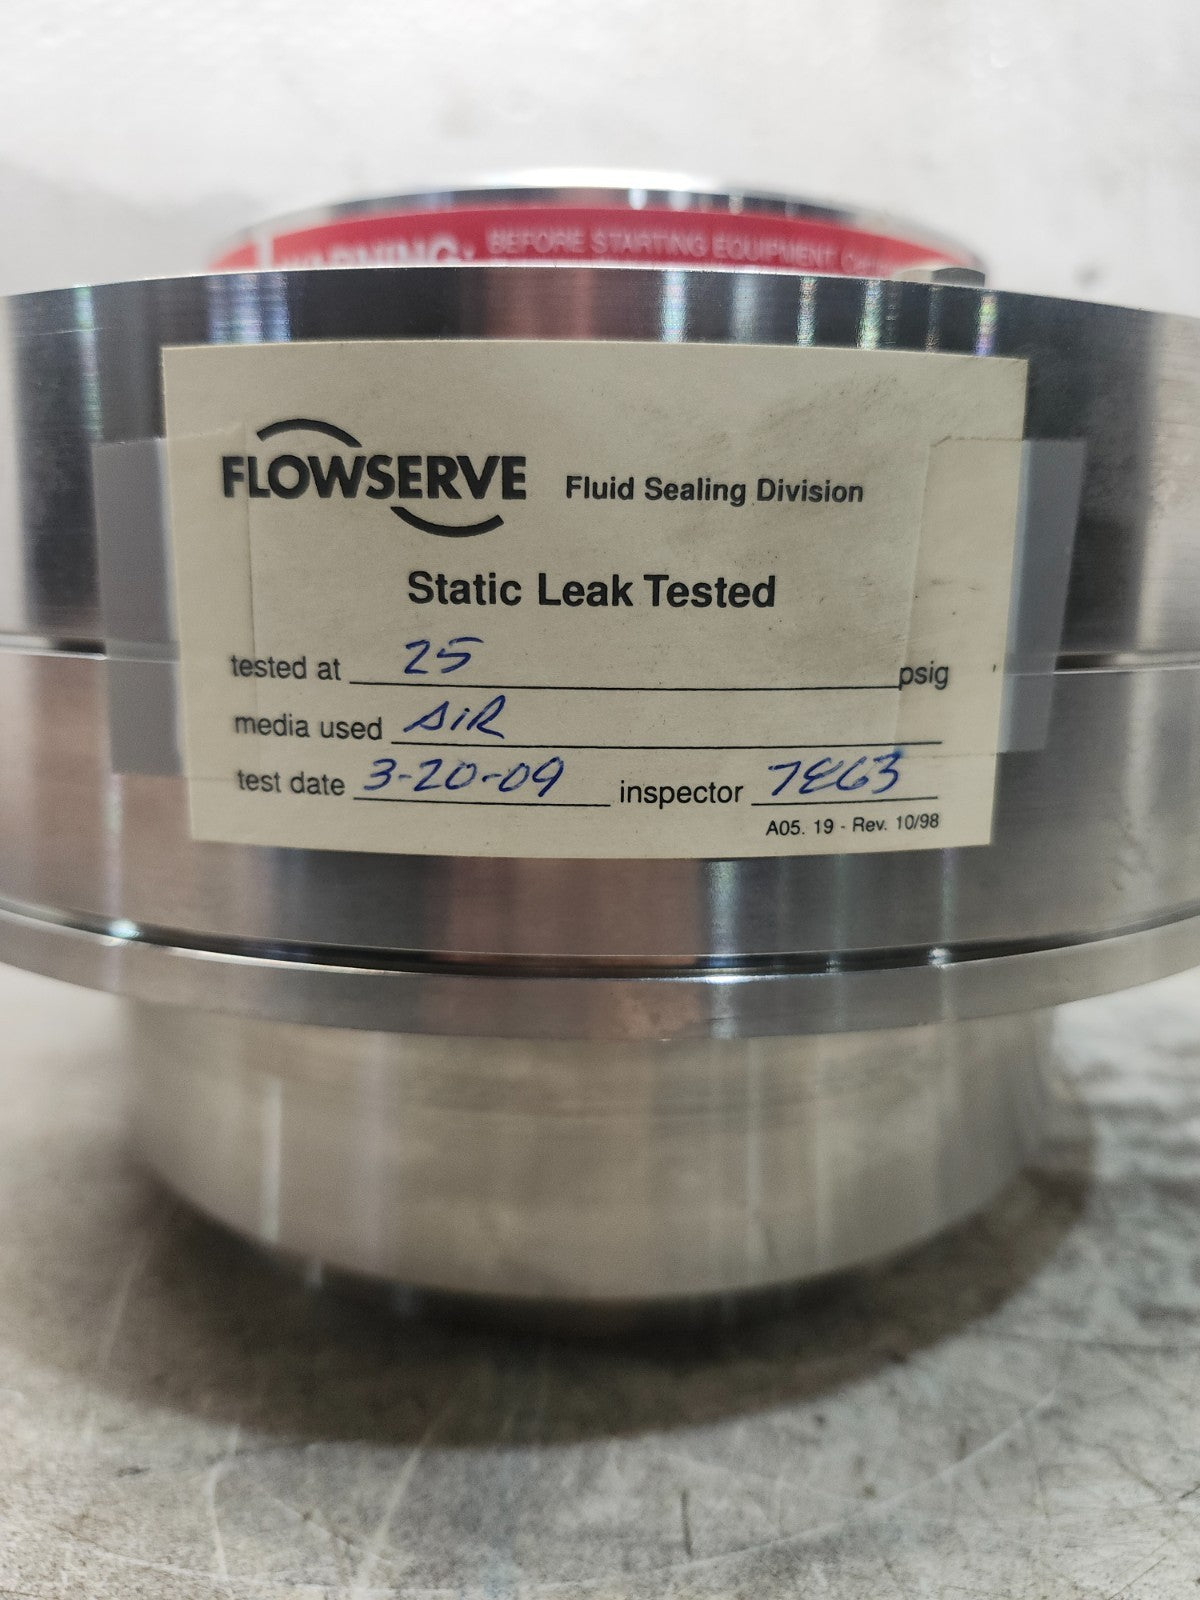 WARNING: BEFORE STARTING EQUIPMENT,
FLOWSERVE Fluid Sealing Division
Static Leak Tested
tested at 25 psig
media used AiR
test date 3-20-09 inspector 7E63
A05. 19 - Rev. 10/98